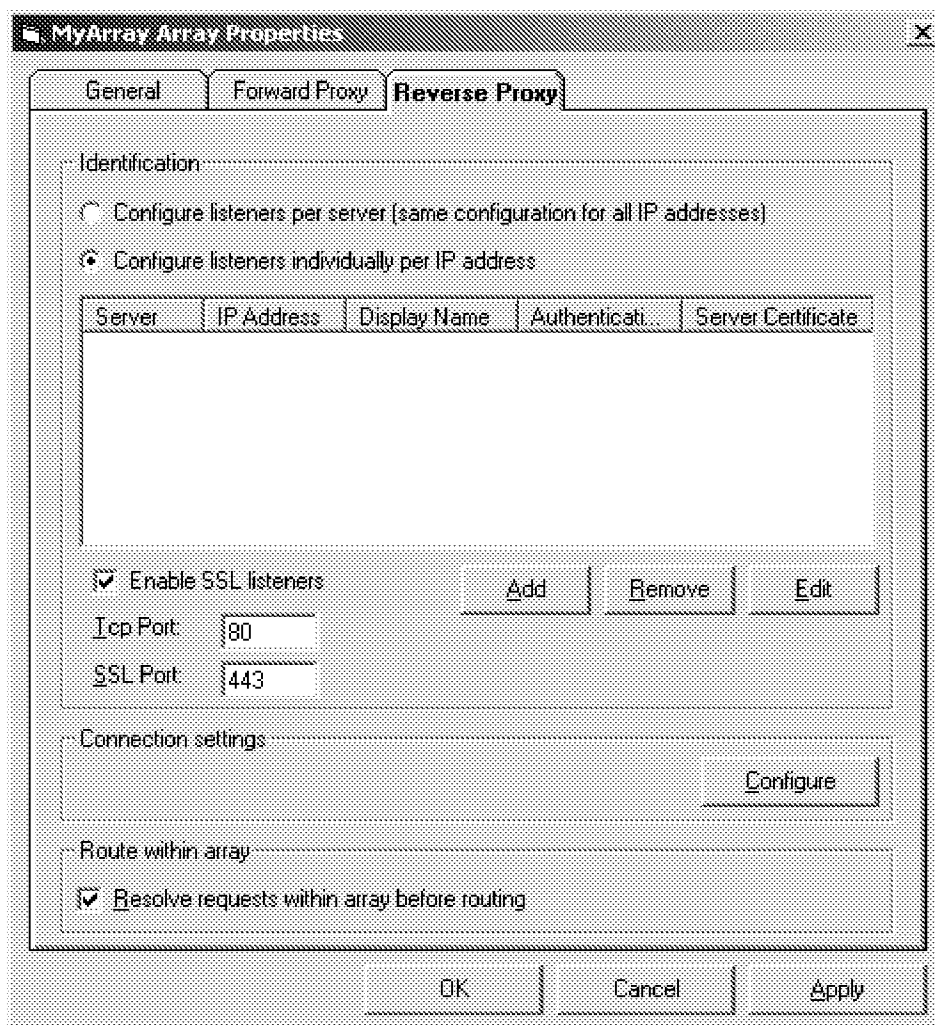 MyArray Array Properties
General Forward Proxy Reverse Proxy
Identification
Configure listeners per server (same configuration for all IP addresses)
Configure listeners individually per IP address
Server IP Address Display Name Authenticati... Server Certificate
Enable SSL listeners Add Remove Edit
Tcp Port: 80
SSL Port: 443
Connection settings
Configure
Route within array
Resolve requests within array before routing
OK Cancel Apply